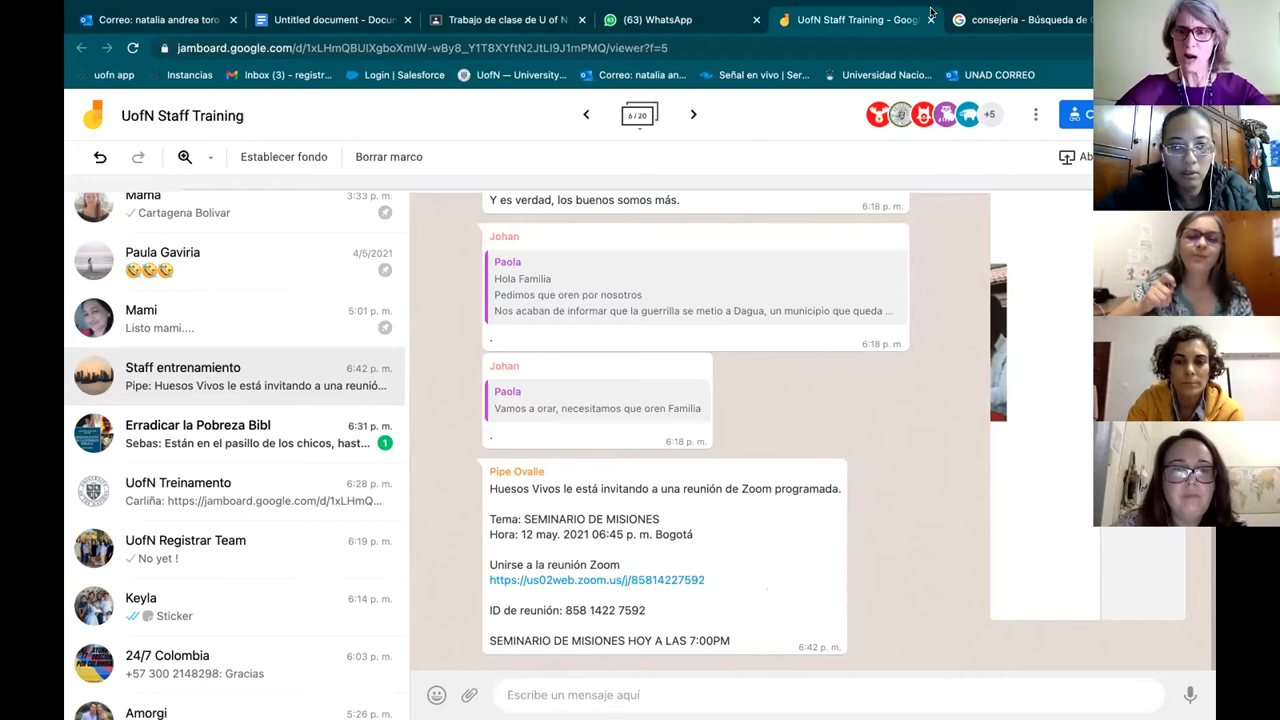 Correo: natalia andrea toro
Untitled document - Docun
Trabajo de clase de U of N
(63) WhatsApp
UofN Staff Training - Goog
consejeria - Búsqueda de
jamboard.google.com/d/1xLHmQBUIXgboXmIW-wBy8_Y1T8XYftN2JtLI9J1mPMQ/viewer?f=5
uofn app
Instancias
Inbox (3) - registr...
Login | Salesforce
UofN — University...
Correo: natalia an...
Señal en vivo | Ser...
Universidad Nacio...
UNAD CORREO
UofN Staff Training
6 / 20
+5
C
Establecer fondo
Borrar marco
Ab
Mama
3:33 p. m.
Cartagena Bolivar
Paula Gaviria
4/5/2021
Mami
5:01 p. m.
Listo mami....
Staff entrenamiento
6:42 p. m.
Pipe: Huesos Vivos le está invitando a una reunió...
Erradicar la Pobreza Bibl
6:31 p. m.
Sebas: Están en el pasillo de los chicos, hast...
1
UofN Treinamento
6:28 p. m.
Carliña: https://jamboard.google.com/d/1xLHmQ...
UofN Registrar Team
6:19 p. m.
No yet !
Keyla
6:14 p. m.
Sticker
24/7 Colombia
6:03 p. m.
+57 300 2148298: Gracias
Amorgi
5:26 p. m.
Y es verdad, los buenos somos más.
6:18 p. m.
Johan
Paola
Hola Familia
Pedimos que oren por nosotros
Nos acaban de informar que la guerrilla se metio a Dagua, un municipio que queda ...
.
6:18 p. m.
Johan
Paola
Vamos a orar, necesitamos que oren Familia
.
6:18 p. m.
Pipe Ovalle
Huesos Vivos le está invitando a una reunión de Zoom programada.
Tema: SEMINARIO DE MISIONES
Hora: 12 may. 2021 06:45 p. m. Bogotá
Unirse a la reunión Zoom
https://us02web.zoom.us/j/85814227592
ID de reunión: 858 1422 7592
SEMINARIO DE MISIONES HOY A LAS 7:00PM
6:42 p. m.
Escribe un mensaje aquí